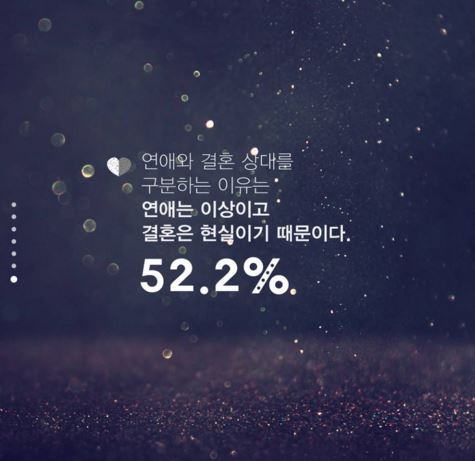 연애와 결혼 상대를
구분하는 이유는
연애는 이상이고
결혼은 현실이기 때문이다.
52.2%.